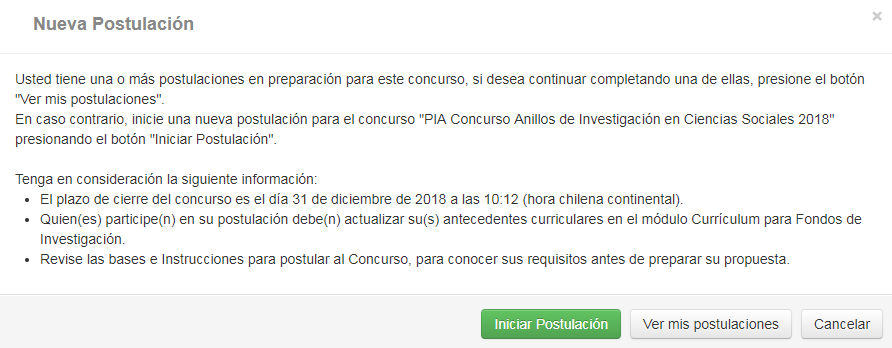 Nueva Postulación
×
Usted tiene una o más postulaciones en preparación para este concurso, si desea continuar completando una de ellas, presione el botón
"Ver mis postulaciones".
En caso contrario, inicie una nueva postulación para el concurso "PIA Concurso Anillos de Investigación en Ciencias Sociales 2018"
presionando el botón "Iniciar Postulación".
Tenga en consideración la siguiente información:
• El plazo de cierre del concurso es el día 31 de diciembre de 2018 a las 10:12 (hora chilena continental).
• Quien(es) participe(n) en su postulación debe(n) actualizar su(s) antecedentes curriculares en el módulo Currículum para Fondos de
Investigación.
• Revise las bases e Instrucciones para postular al Concurso, para conocer sus requisitos antes de preparar su propuesta.
Iniciar Postulación
Ver mis postulaciones
Cancelar